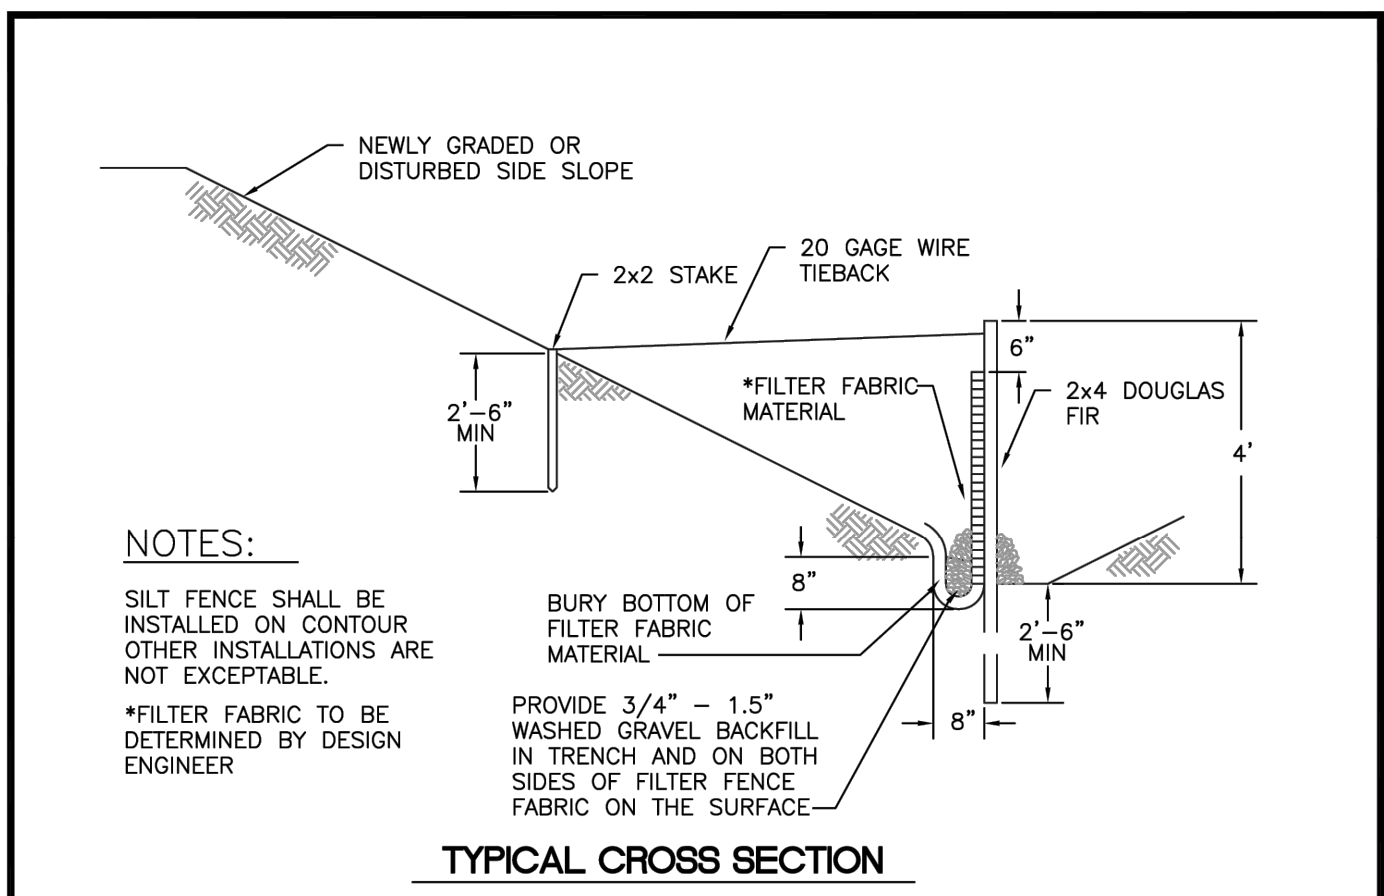 NEWLY GRADED OR
DISTURBED SIDE SLOPE
20 GAGE WIRE
TIEBACK
2x2 STAKE
6”
*FILTER FABRIC
MATERIAL
2x4 DOUGLAS
FIR
2’-6”
MIN
4’
NOTES:
SILT FENCE SHALL BE
INSTALLED ON CONTOUR
OTHER INSTALLATIONS ARE
NOT EXCEPTABLE.
*FILTER FABRIC TO BE
DETERMINED BY DESIGN
ENGINEER
8”
BURY BOTTOM OF
FILTER FABRIC
MATERIAL
2’-6”
MIN
PROVIDE 3/4” - 1.5”
WASHED GRAVEL BACKFILL
IN TRENCH AND ON BOTH
SIDES OF FILTER FENCE
FABRIC ON THE SURFACE
8”
TYPICAL CROSS SECTION